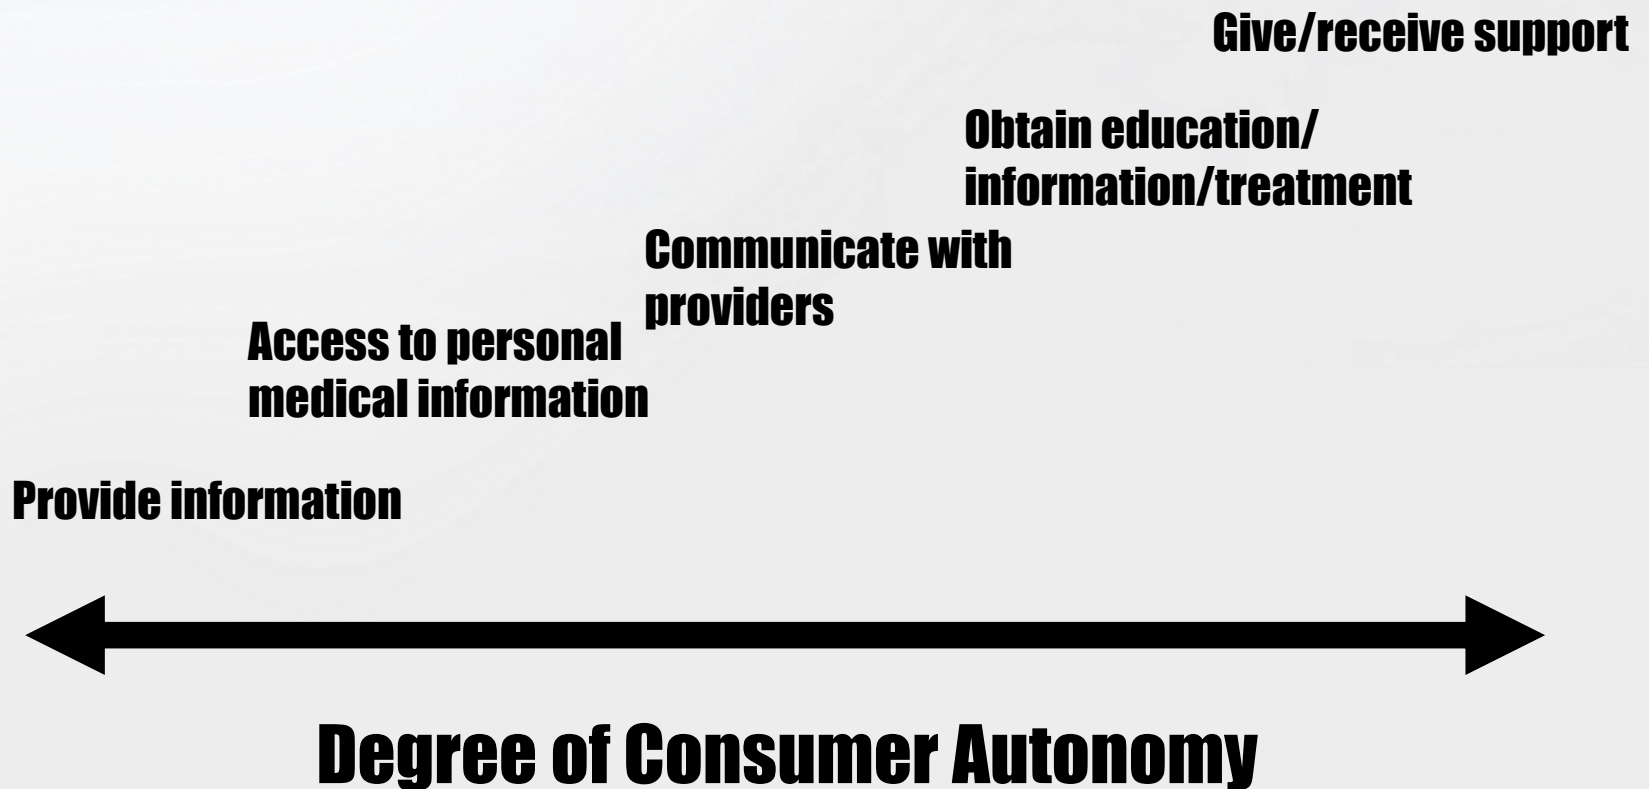 Give/receive support
Obtain education/
information/treatment
Communicate with
providers
Access to personal
medical information
Provide information
Degree of Consumer Autonomy